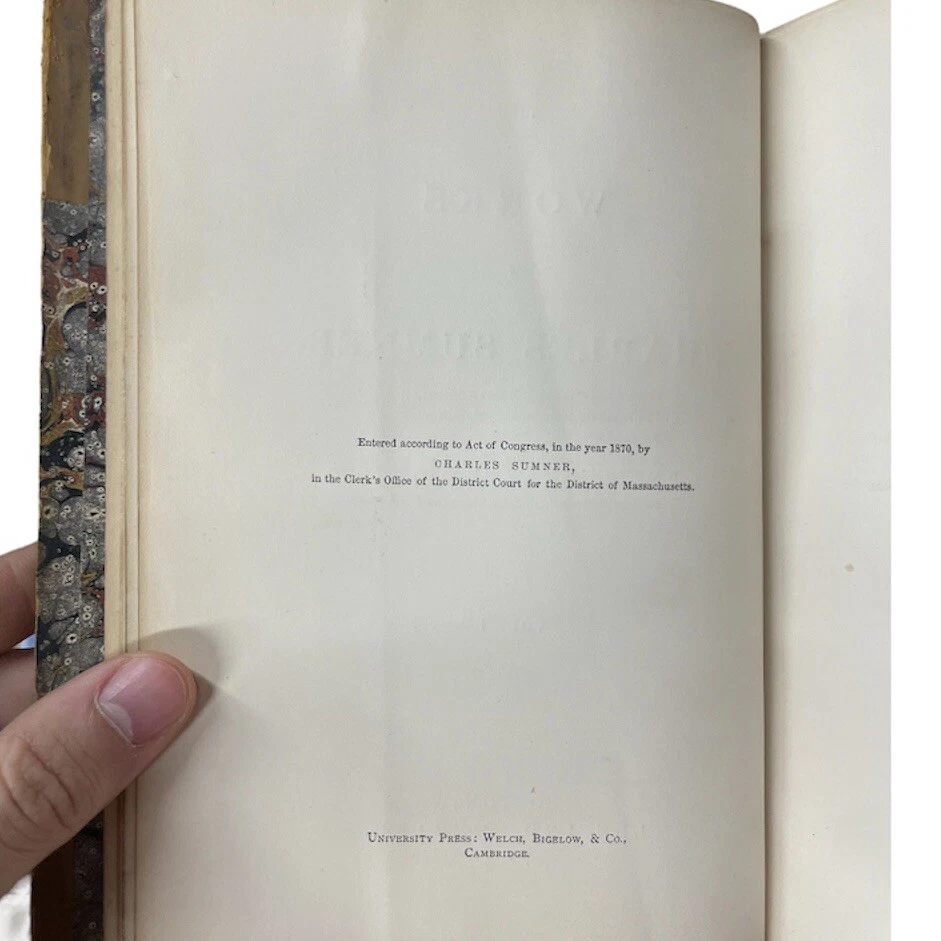 Entered according to Act of Congress, in the year 1870, by
CHARLES SUMNER,
in the Clerk's Office of the District Court for the District of Massachusetts.
University Press: Welch, Bigelow, & Co.,
Cambridge.